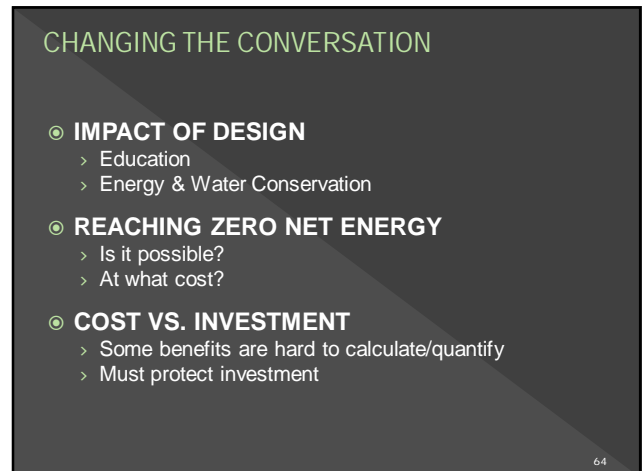 CHANGING THE CONVERSATION
IMPACT OF DESIGN
› Education
› Energy & Water Conservation
REACHING ZERO NET ENERGY
› Is it possible?
› At what cost?
COST VS. INVESTMENT
› Some benefits are hard to calculate/quantify
› Must protect investment
64